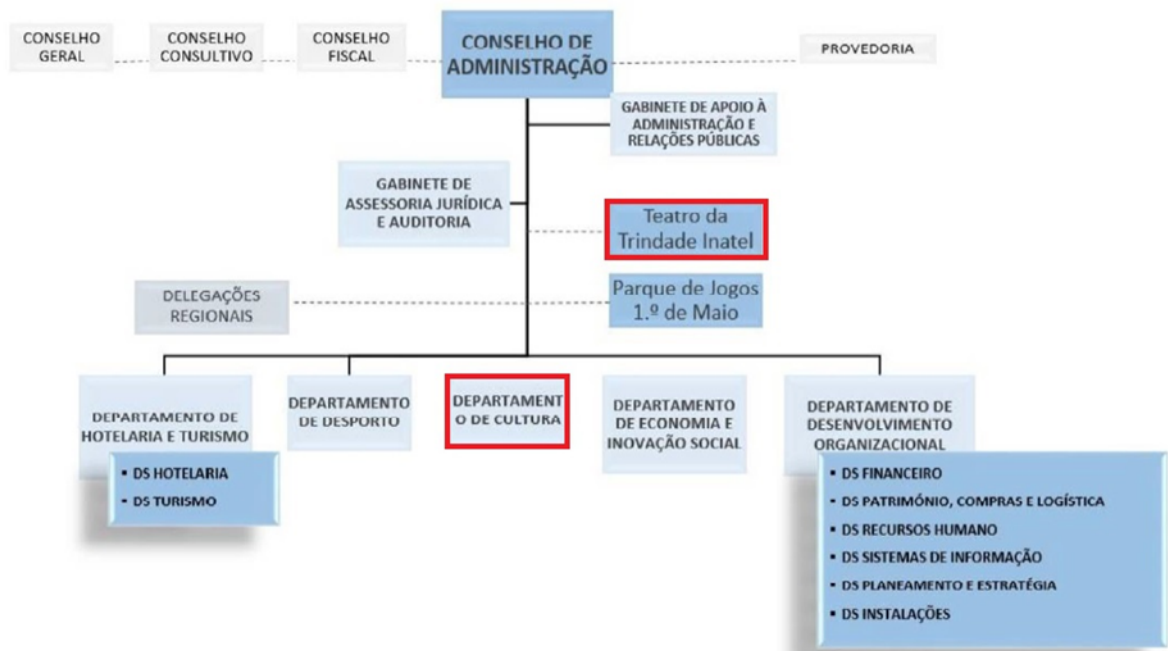 CONSELHO
GERAL
CONSELHO
CONSULTIVO
CONSELHO
FISCAL
CONSELHO DE
ADMINISTRAÇÃO
PROVEDORIA
GABINETE DE APOIO À
ADMINISTRAÇÃO E
RELAÇÕES PÚBLICAS
GABINETE DE
ASSESSORIA JURÍDICA
E AUDITORIA
Teatro da
Trindade Inatel
DELEGAÇÕES
REGIONAIS
Parque de Jogos
1.º de Maio
DEPARTAMENTO DE
HOTELARIA E TURISMO
▪ DS HOTELARIA
▪ DS TURISMO
DEPARTAMENTO
DE DESPORTO
DEPARTAMENT
O DE CULTURA
DEPARTAMENTO
DE ECONOMIA E
INOVAÇÃO SOCIAL
DEPARTAMENTO DE
DESENVOLVIMENTO
ORGANIZACIONAL
▪ DS FINANCEIRO
▪ DS PATRIMÓNIO, COMPRAS E LOGÍSTICA
▪ DS RECURSOS HUMANO
▪ DS SISTEMAS DE INFORMAÇÃO
▪ DS PLANEAMENTO E ESTRATÉGIA
▪ DS INSTALAÇÕES